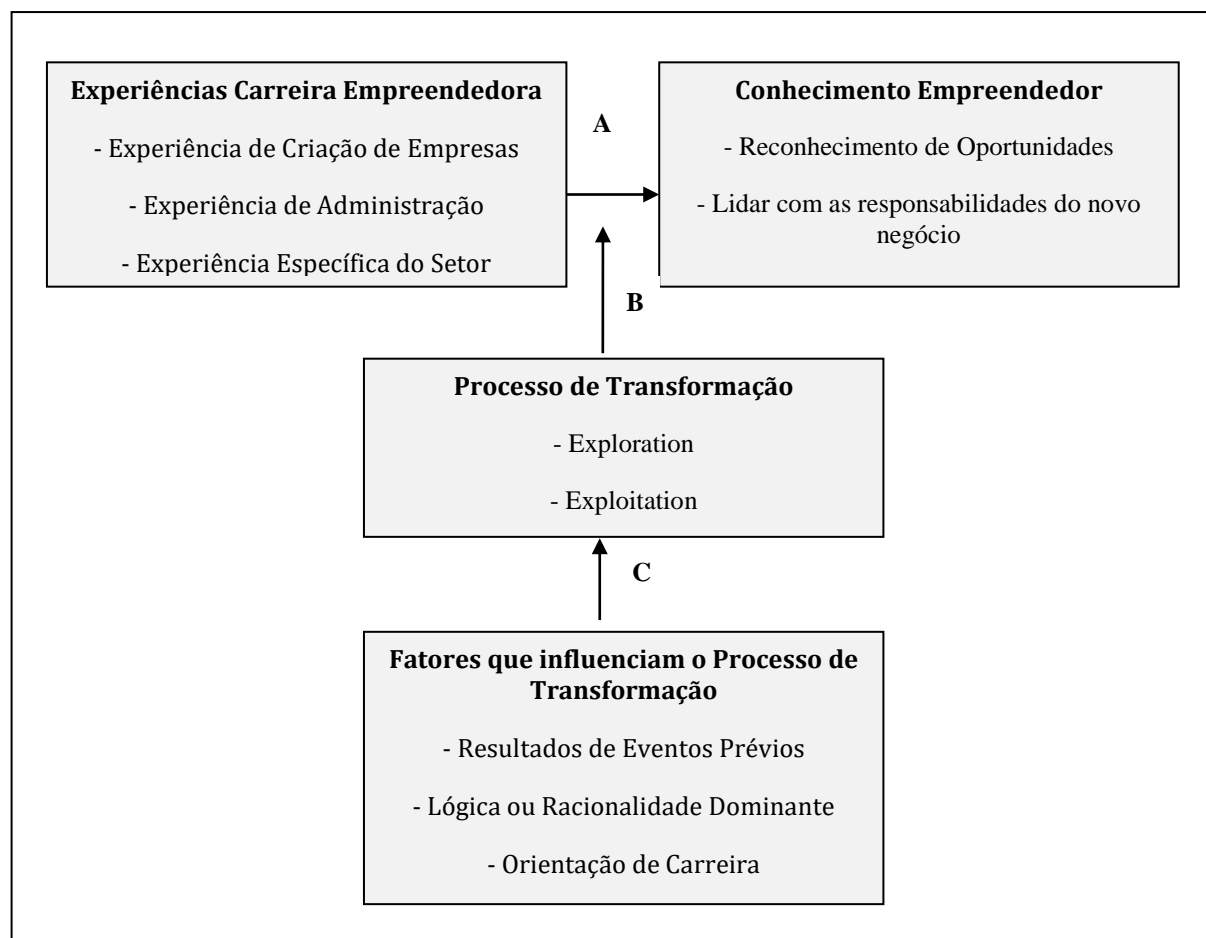 Experiências Carreira Empreendedora
- Experiência de Criação de Empresas
- Experiência de Administração
- Experiência Específica do Setor
A
Conhecimento Empreendedor
- Reconhecimento de Oportunidades
- Lidar com as responsabilidades do novo
negócio
B
Processo de Transformação
- Exploration
- Exploitation
C
Fatores que influenciam o Processo de
Transformação
- Resultados de Eventos Prévios
- Lógica ou Racionalidade Dominante
- Orientação de Carreira